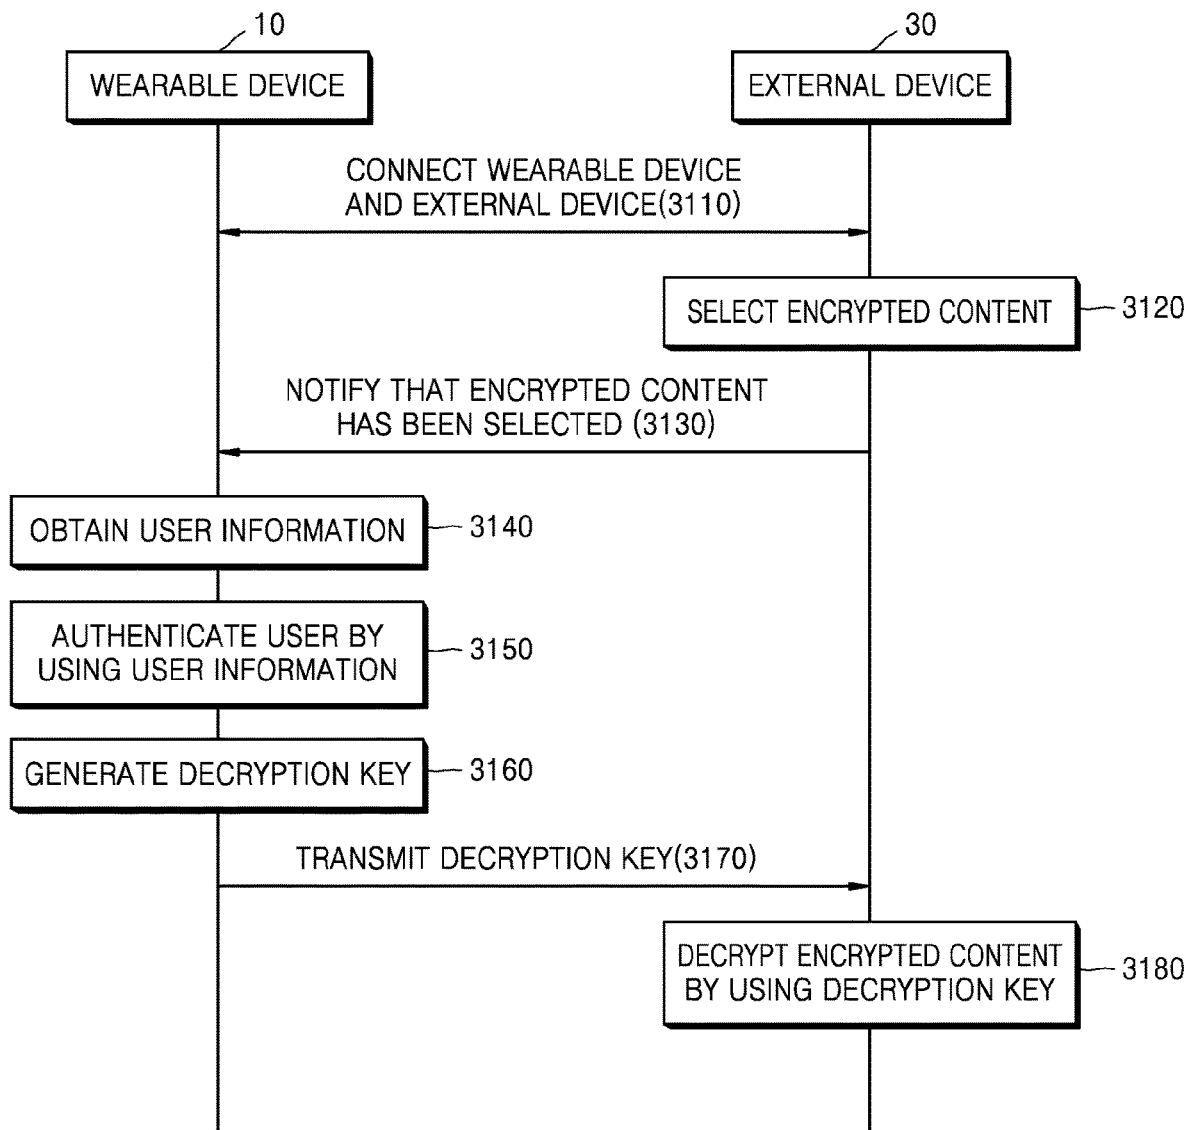 10
30
WEARABLE DEVICE
EXTERNAL DEVICE
CONNECT WEARABLE DEVICE
AND EXTERNAL DEVICE(3110)
SELECT ENCRYPTED CONTENT
3120
NOTIFY THAT ENCRYPTED CONTENT
HAS BEEN SELECTED (3130)
OBTAIN USER INFORMATION
3140
AUTHENTICATE USER BY
USING USER INFORMATION
3150
GENERATE DECRYPTION KEY
3160
TRANSMIT DECRYPTION KEY(3170)
DECRYPT ENCRYPTED CONTENT
BY USING DECRYPTION KEY
3180